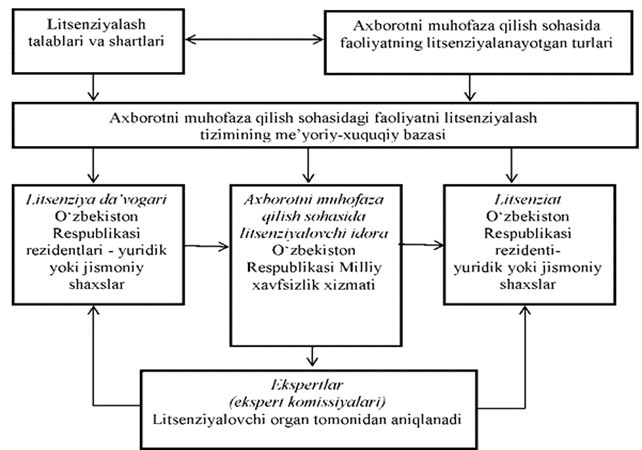 Litsenziyalash
talablari va shartlari
Axborotni muhofaza qilish sohasida
faoliyatning litsenziyalanayotgan turlari
Axborotni muhofaza qilish sohasidagi faoliyatni litsenziyalash
tizimining me’yoriy-xuquqiy bazasi
Litsenziya da’vogari
O‘zbekiston
Respublikasi
rezidentlari - yuridik
yoki jismoniy
shaxslar
Axborotni muhofaza
qilish sohasida
litsenziyalovchi idora
O‘zbekiston
Respublikasi Milliy
xavfsizlik xizmati
Litsenziat
O‘zbekiston
Respublikasi
rezidenti-
yuridik yoki jismoniy
shaxslar
Ekspertlar
(ekspert komissiyalari)
Litsenziyalovchi organ tomonidan aniqlanadi